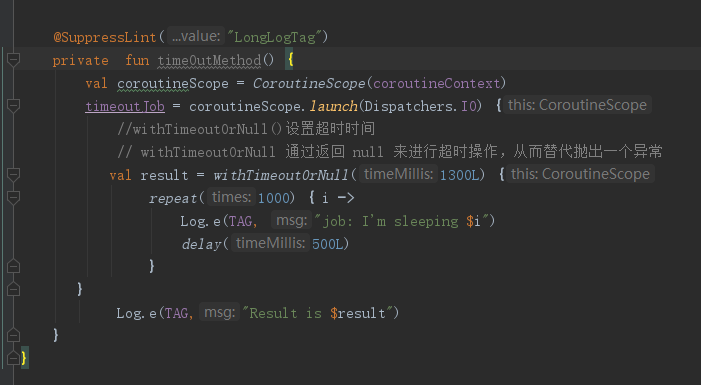 @SuppressLint( ...value: "LongLogTag")
private  fun timeOutMethod() {
val coroutineScope = CoroutineScope(coroutineContext)
timeoutJob = coroutineScope.launch(Dispatchers.IO) { this: CoroutineScope
//withTimeoutOrNull()设置超时时间
// withTimeoutOrNull 通过返回 null 来进行超时操作，从而替代抛出一个异常
val result = withTimeoutOrNull( timeMillis: 1300L) { this: CoroutineScope
repeat( times: 1000) { i ->
Log.e(TAG,  msg: "job: I'm sleeping $i")
delay( timeMillis: 500L)
}
}
Log.e(TAG, msg: "Result is $result")
}
}